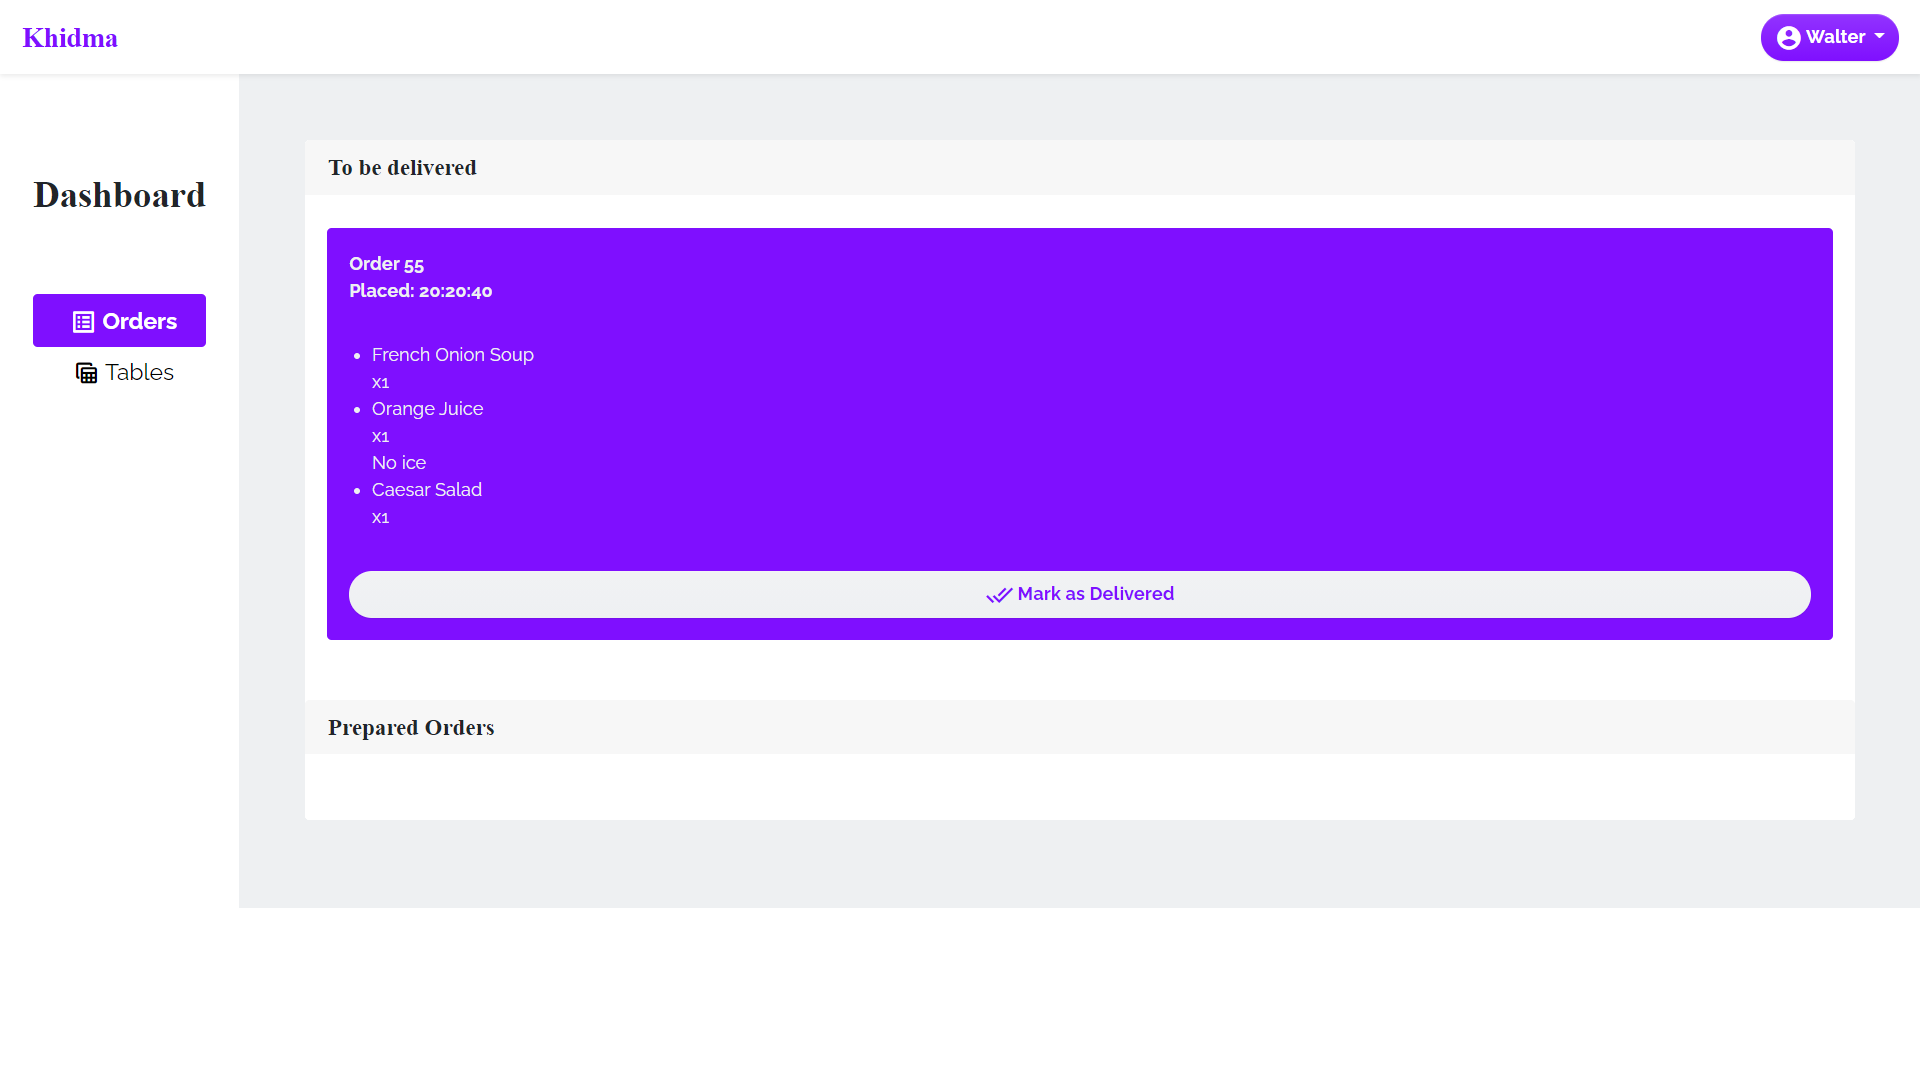 Khidma
Walter
Dashboard
Orders
Tables
To be delivered
Order 55
Placed: 20:20:40
French Onion Soup
x1
Orange Juice
x1
No ice
Caesar Salad
x1
Mark as Delivered
Prepared Orders